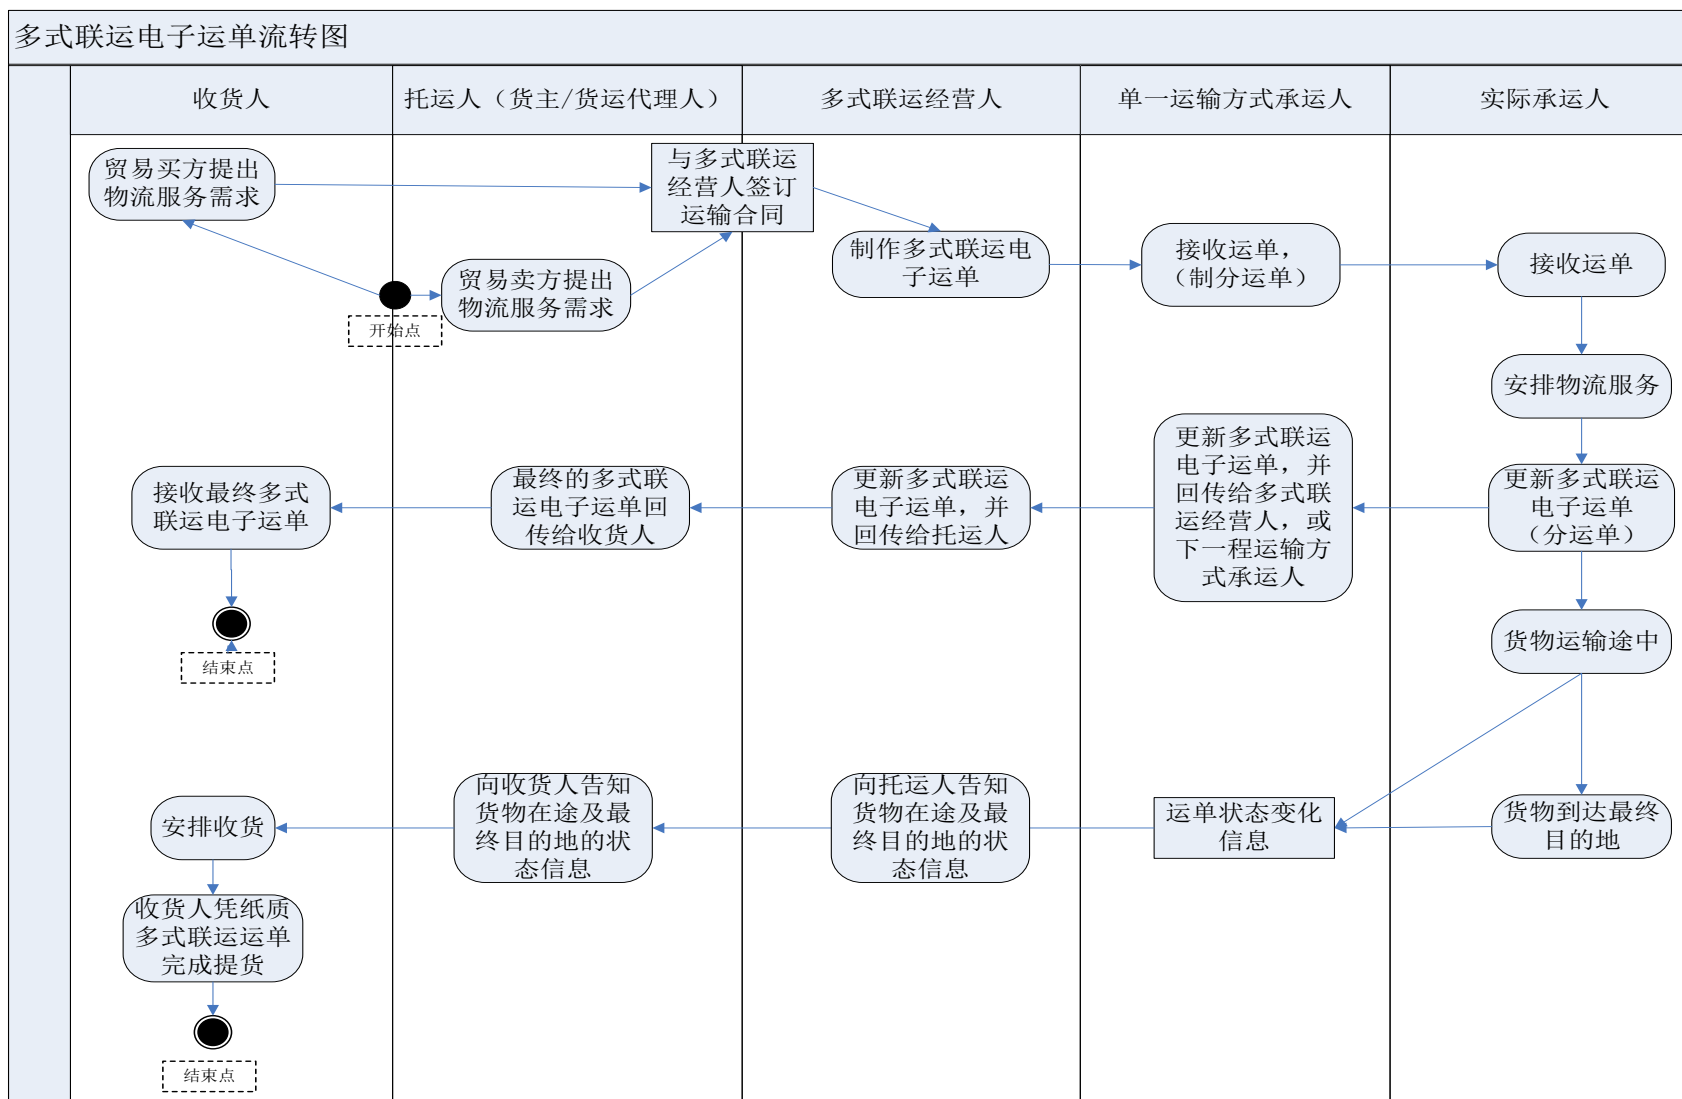 多式联运电子运单流转图
收货人
托运人（货主/货运代理人）
多式联运经营人
单一运输方式承运人
实际承运人
贸易买方提出
物流服务需求
与多式联运
经营人签订
运输合同
贸易卖方提出
物流服务需求
开始点
制作多式联运电
子运单
接收运单，
（制分运单）
接收运单
安排物流服务
接收最终多式
联运电子运单
最终的多式联
运电子运单回
传给收货人
更新多式联运
电子运单，并
回传给托运人
更新多式联运
电子运单，并
回传给多式联
运经营人，或
下一程运输方
式承运人
更新多式联运
电子运单
（分运单）
结束点
货物运输途中
安排收货
向收货人告知
货物在途及最
终目的地的状
态信息
向托运人告知
货物在途及最
终目的地的状
态信息
运单状态变化
信息
货物到达最终
目的地
收货人凭纸质
多式联运运单
完成提货
结束点